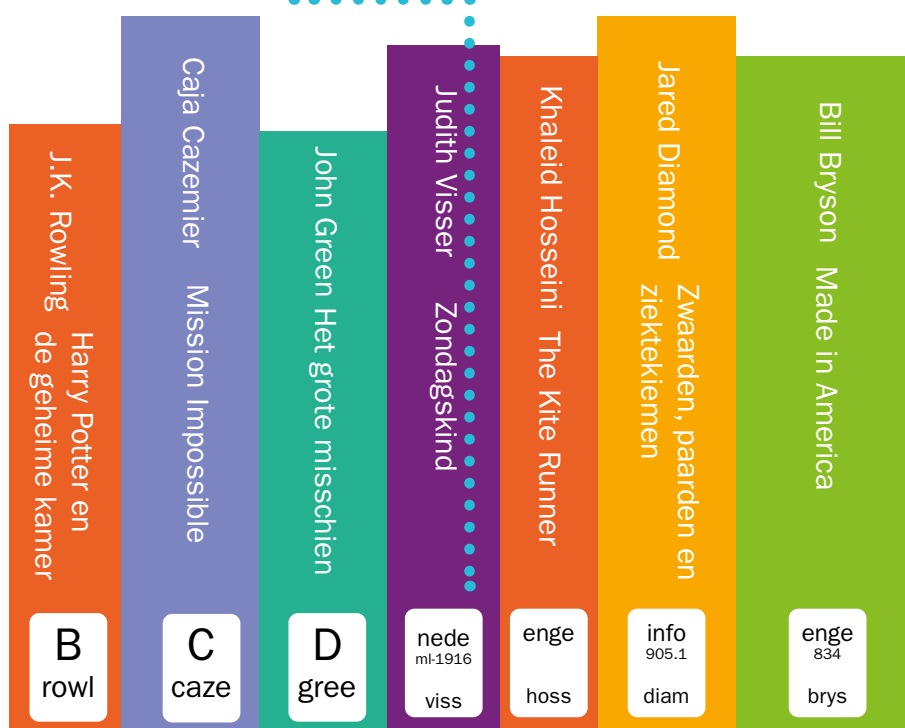 J.K. Rowling
Harry Potter en
de geheime kamer
B
rowl
Caja Cazemier Mission Impossible
C
caze
John Green Het grote misschien
D
gree
Judith Visser Zondagskind
nede
ml-1916
viss
Khaleid Hosseini The Kite Runner
enge
hoss
Jared Diamond
Zwaarden, paarden en
ziektekiemen
info
905.1
diam
Bill Bryson Made in America
enge
834
brys